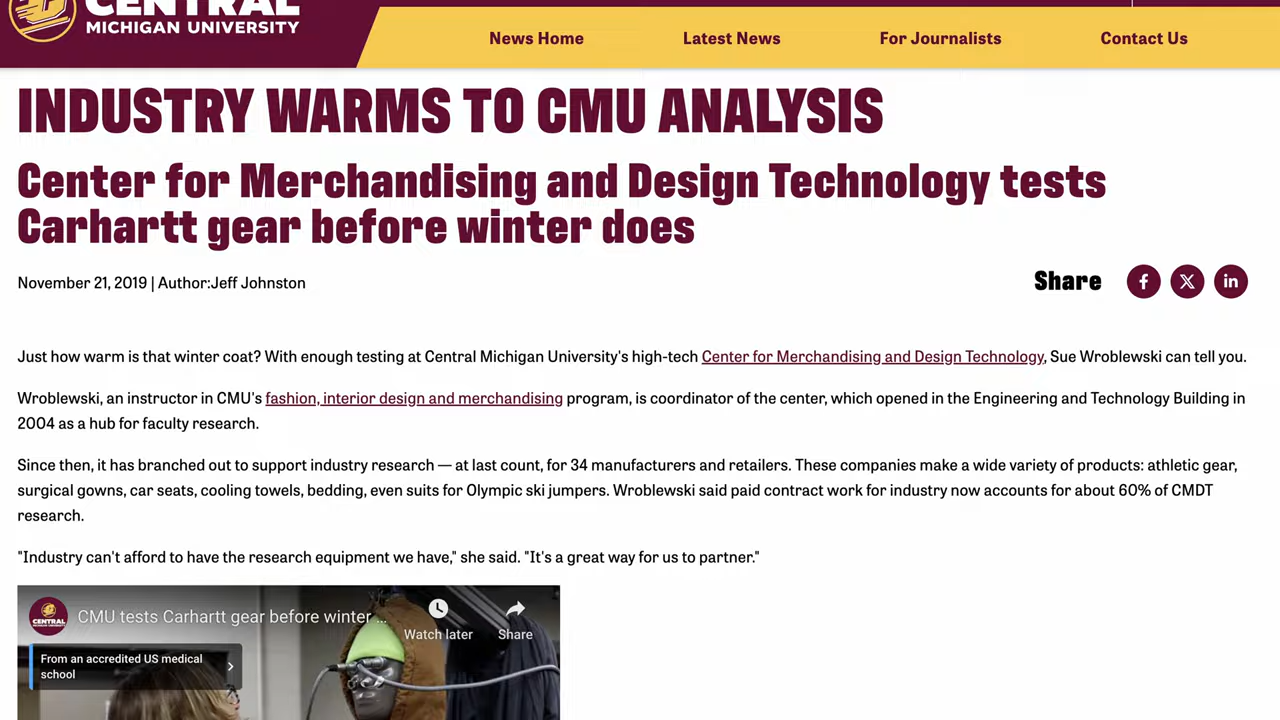 CENTRAL
MICHIGAN UNIVERSITY
News Home
Latest News
For Journalists
Contact Us
INDUSTRY WARMS TO CMU ANALYSIS
Center for Merchandising and Design Technology tests
Carhartt gear before winter does
November 21, 2019 | Author:Jeff Johnston
Share
Just how warm is that winter coat? With enough testing at Central Michigan University's high-tech Center for Merchandising and Design Technology, Sue Wroblewski can tell you.
Wroblewski, an instructor in CMU's fashion, interior design and merchandising program, is coordinator of the center, which opened in the Engineering and Technology Building in
2004 as a hub for faculty research.
Since then, it has branched out to support industry research — at last count, for 34 manufacturers and retailers. These companies make a wide variety of products: athletic gear,
surgical gowns, car seats, cooling towels, bedding, even suits for Olympic ski jumpers. Wroblewski said paid contract work for industry now accounts for about 60% of CMDT
research.
"Industry can't afford to have the research equipment we have," she said. "It's a great way for us to partner."
CENTRAL
MICHIGAN UNIVERSITY
CMU tests Carhartt gear before winter ...
Watch later
Share
From an accredited US medical
school